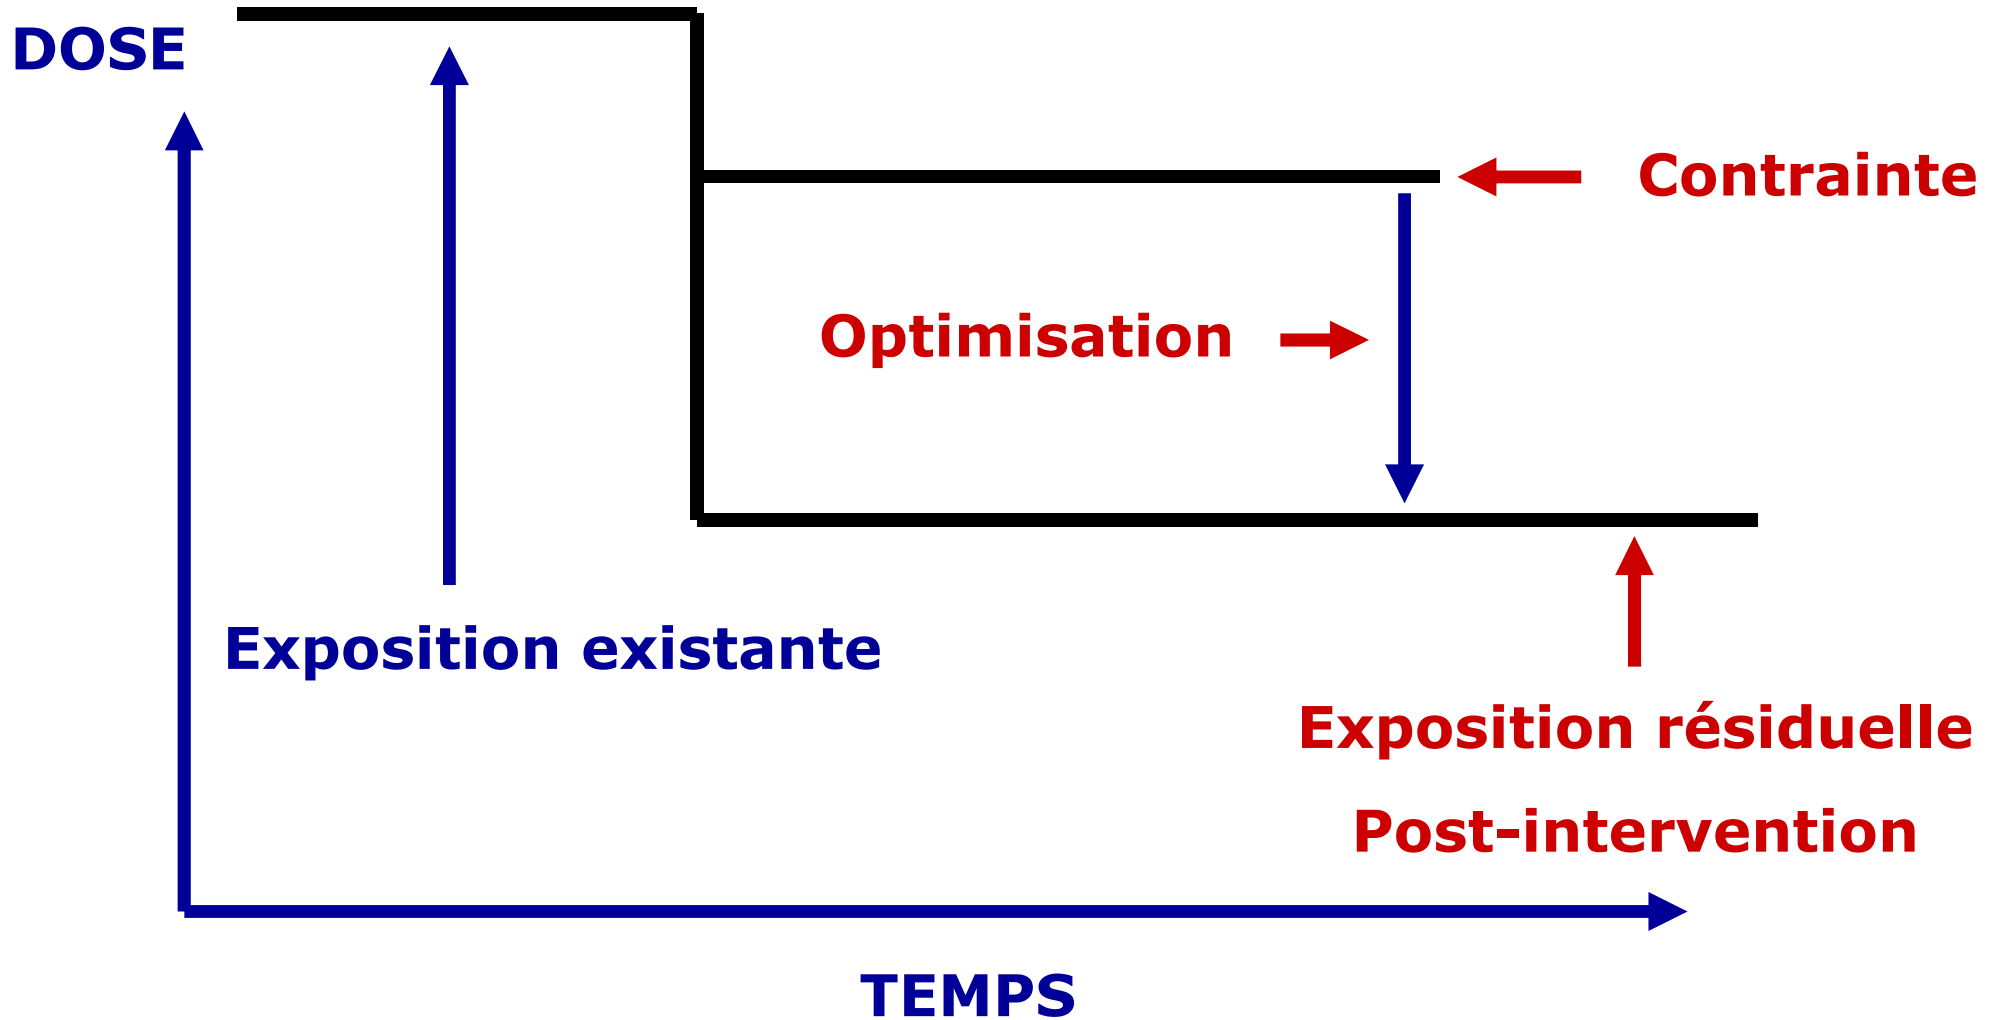 DOSE
Contrainte
Optimisation
Exposition existante
Exposition résiduelle
Post-intervention
TEMPS